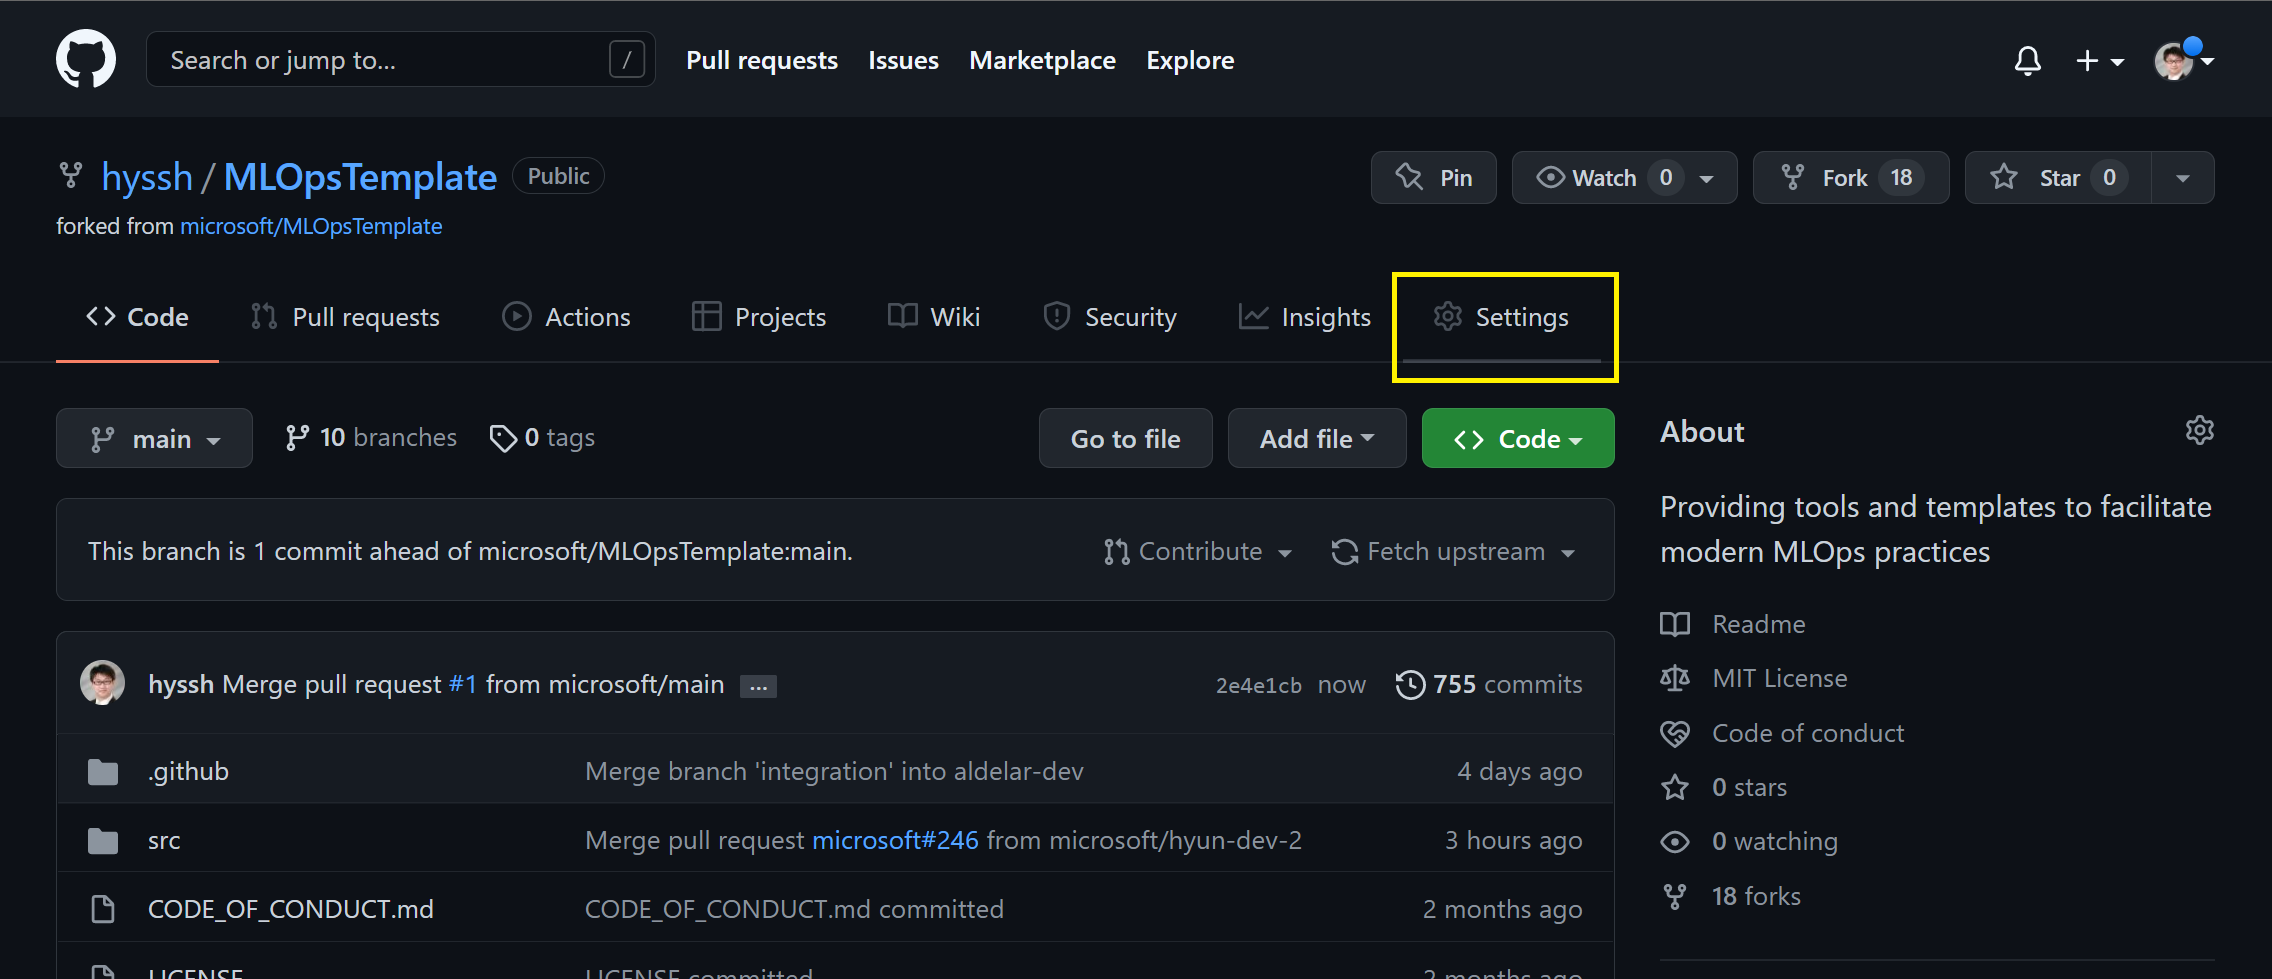 Search or jump to... /
Pull requests Issues Marketplace Explore
hyssh / MLOpsTemplate Public
forked from microsoft/MLOpsTemplate
Pin Watch 0 Fork 18 Star 0
Code Pull requests Actions Projects Wiki Security Insights Settings
main 10 branches 0 tags
Go to file Add file Code
This branch is 1 commit ahead of microsoft/MLOpsTemplate:main.
Contribute Fetch upstream
hyssh Merge pull request #1 from microsoft/main ...
2e4e1cb now 755 commits
.github Merge branch 'integration' into aldelar-dev 4 days ago
src Merge pull request microsoft#246 from microsoft/hyun-dev-2 3 hours ago
CODE_OF_CONDUCT.md CODE_OF_CONDUCT.md committed 2 months ago
LICENSE LICENSE committed 2 months ago
About
Providing tools and templates to facilitate
modern MLOps practices
Readme
MIT License
Code of conduct
0 stars
0 watching
18 forks